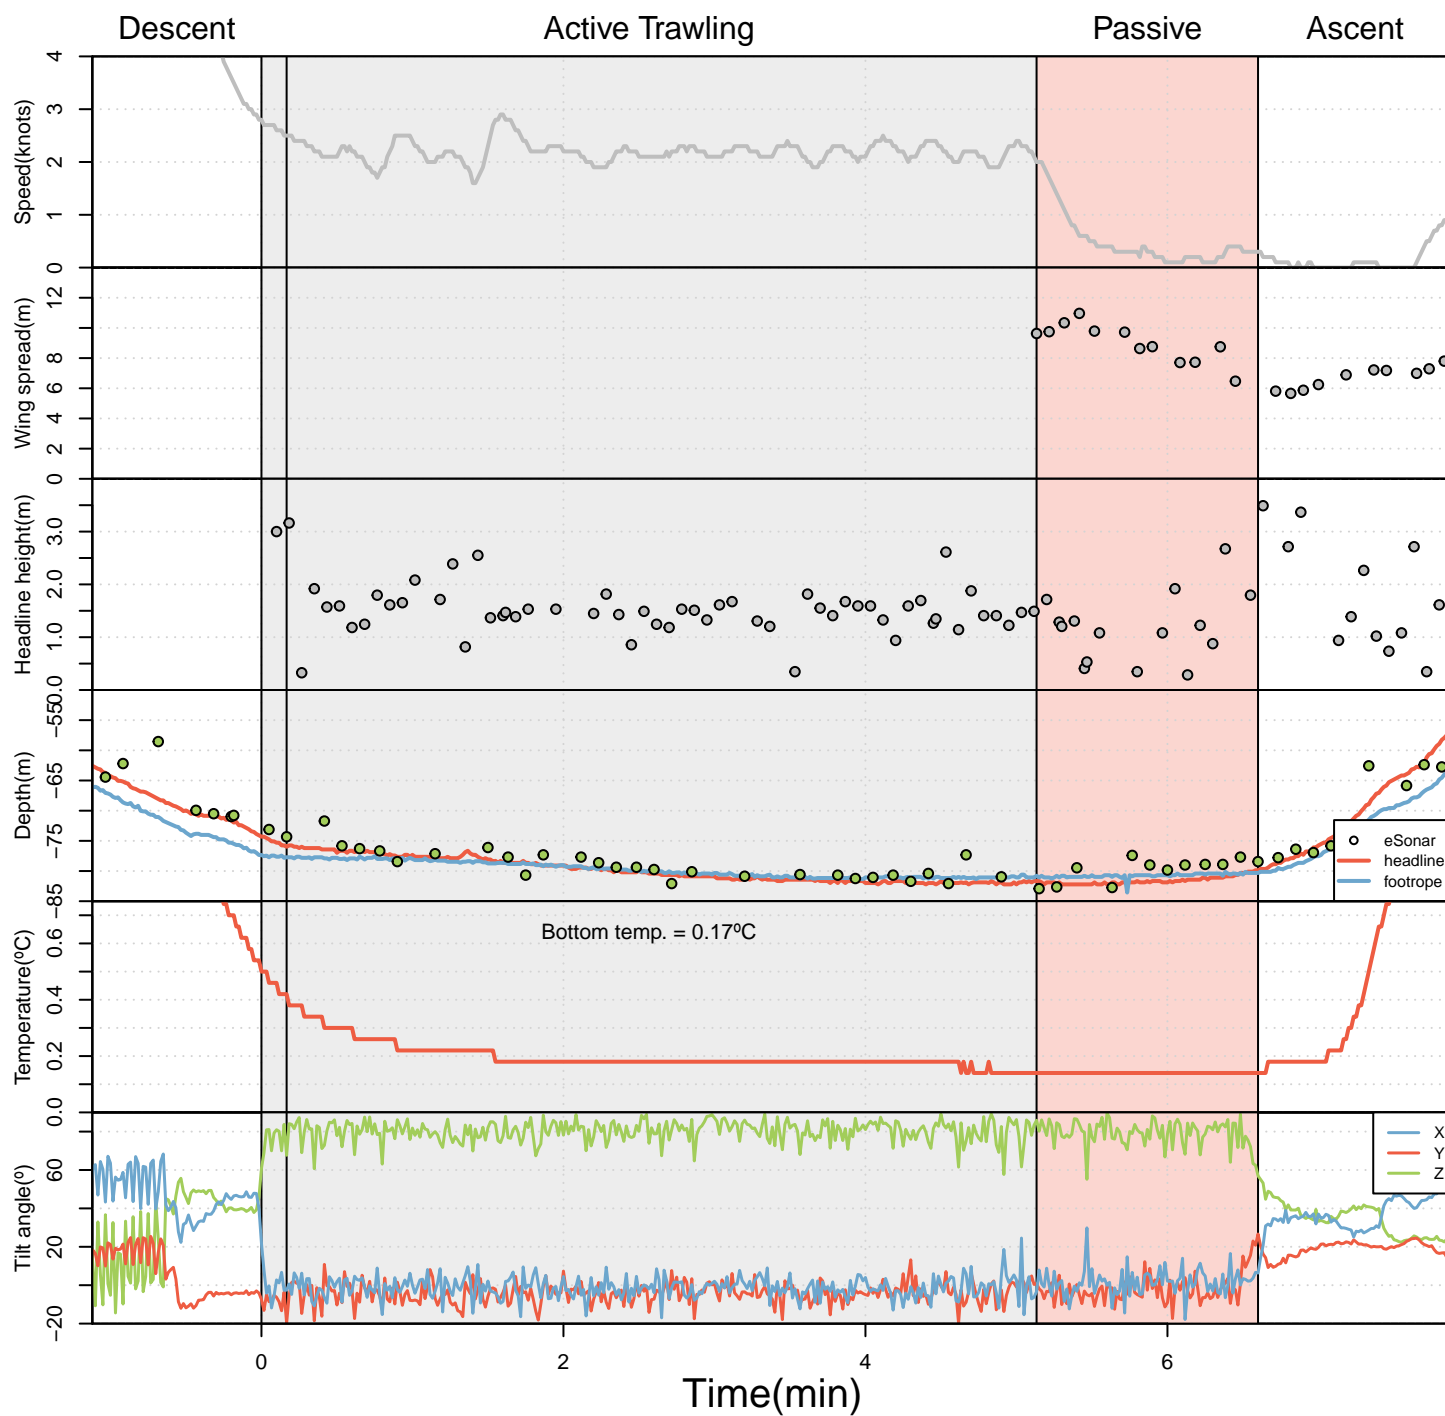 Descent Active Trawling Passive Ascent
Speed(knots)
4
3
2
1
0
Wing spread(m)
12
8
6
4
2
0
Headline height(m)
3.0
2.0
1.0
0.0
Depth(m)
−55
−65
−75
−85
eSonar
headline
footrope
Temperature(ºC)
0.6
0.4
0.2
0.0
Bottom temp. = 0.17ºC
Tilt angle(º)
60
20
−20
X
Y
Z
0 2 4 6
Time(min)